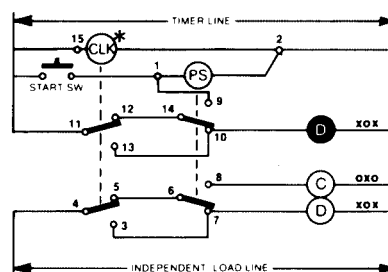 TIMER LINE
15 CLK * 2
START SW 1 PS
9
12 14
11 10 D XOX
13
8 C OXO
5 6
4 7 D XOX
3
INDEPENDENT LOAD LINE